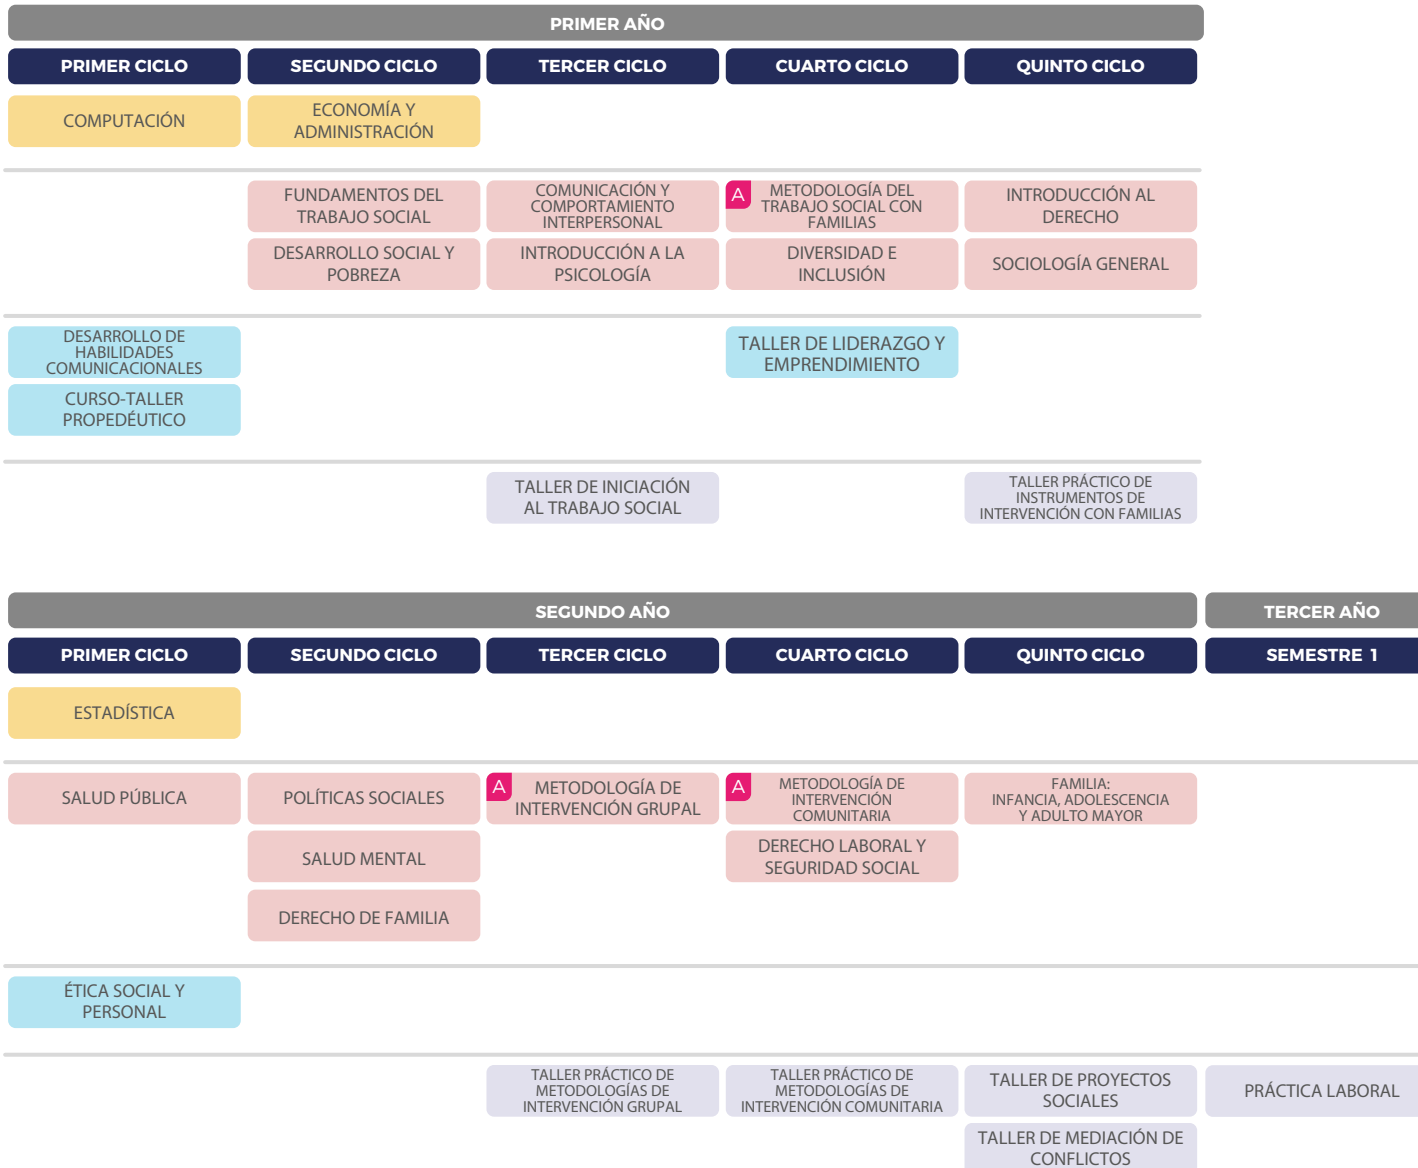 PRIMER AÑO
PRIMER CICLO
SEGUNDO CICLO
TERCER CICLO
CUARTO CICLO
QUINTO CICLO
COMPUTACIÓN
ECONOMÍA Y
ADMINISTRACIÓN
FUNDAMENTOS DEL
TRABAJO SOCIAL
COMUNICACIÓN Y
COMPORTAMIENTO
INTERPERSONAL
A
METODOLOGÍA DEL
TRABAJO SOCIAL CON
FAMILIAS
INTRODUCCIÓN AL
DERECHO
DESARROLLO SOCIAL Y
POBREZA
INTRODUCCIÓN A LA
PSICOLOGÍA
DIVERSIDAD E
INCLUSIÓN
SOCIOLOGÍA GENERAL
DESARROLLO DE
HABILIDADES
COMUNICACIONALES
TALLER DE LIDERAZGO Y
EMPRENDIMIENTO
CURSO-TALLER
PROPEDÉUTICO
TALLER DE INICIACIÓN
AL TRABAJO SOCIAL
TALLER PRÁCTICO DE
INSTRUMENTOS DE
INTERVENCIÓN CON FAMILIAS
SEGUNDO AÑO
TERCER AÑO
PRIMER CICLO
SEGUNDO CICLO
TERCER CICLO
CUARTO CICLO
QUINTO CICLO
SEMESTRE 1
ESTADÍSTICA
SALUD PÚBLICA
POLÍTICAS SOCIALES
A
METODOLOGÍA DE
INTERVENCIÓN GRUPAL
A
METODOLOGÍA DE
INTERVENCIÓN
COMUNITARIA
FAMILIA:
INFANCIA, ADOLESCENCIA
Y ADULTO MAYOR
SALUD MENTAL
DERECHO LABORAL Y
SEGURIDAD SOCIAL
DERECHO DE FAMILIA
ÉTICA SOCIAL Y
PERSONAL
TALLER PRÁCTICO DE
METODOLOGÍAS DE
INTERVENCIÓN GRUPAL
TALLER PRÁCTICO DE
METODOLOGÍAS DE
INTERVENCIÓN COMUNITARIA
TALLER DE PROYECTOS
SOCIALES
PRÁCTICA LABORAL
TALLER DE MEDIACIÓN DE
CONFLICTOS